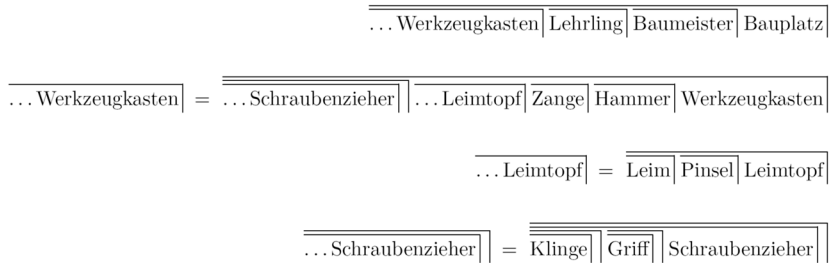 ...Werkzeugkasten Lehrling Baumeister Bauplatz
...Werkzeugkasten = ...Schraubenzieher ...Leimtopf Zange Hammer Werkzeugkasten
...Leimtopf = Leim Pinsel Leimtopf
...Schraubenzieher = Klinge Griff Schraubenzieher